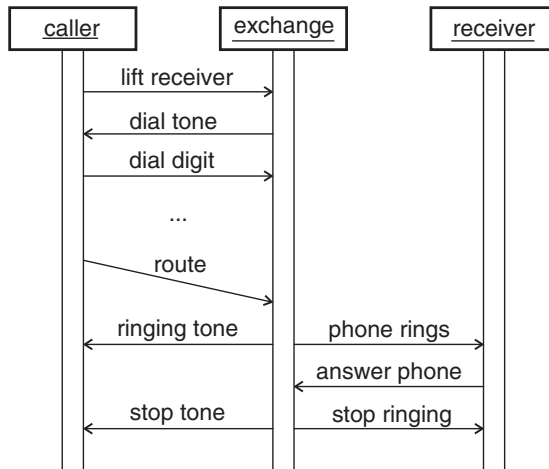 caller
exchange
receiver
lift receiver
dial tone
dial digit
...
route
ringing tone
phone rings
answer phone
stop tone
stop ringing